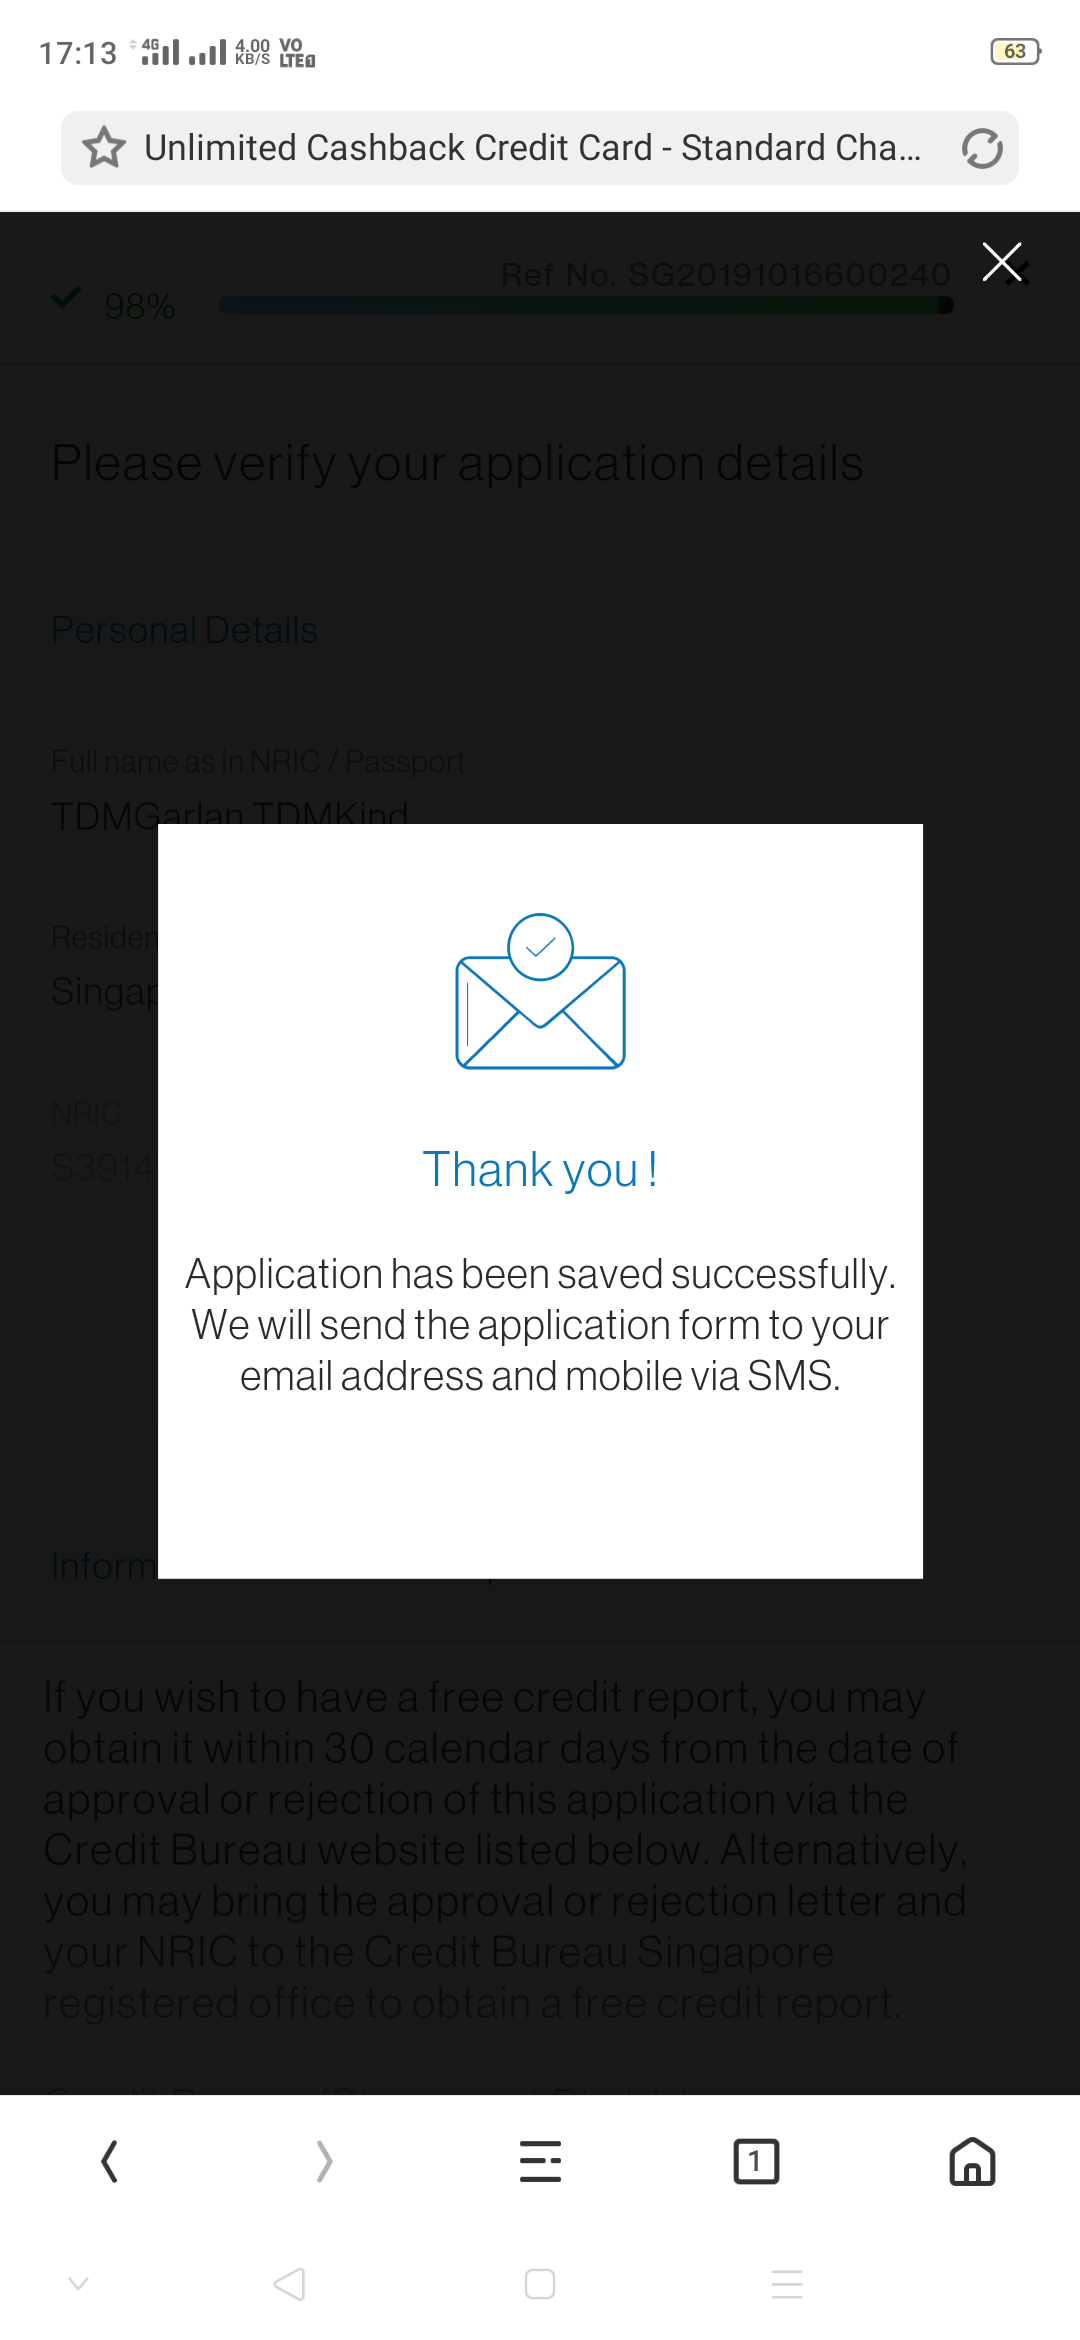 17:13 4G 4.00 KB/S VO LTE 63
Unlimited Cashback Credit Card - Standard Cha...
Ref No. SG20191016600240
98%
Please verify your application details
Personal Details
Full name as in NRIC / Passport
TDMGarlan TDMKind
Residen
Singap
NRIC
S3914
Thank you !
Application has been saved successfully.
We will send the application form to your
email address and mobile via SMS.
Inform
If you wish to have a free credit report, you may
obtain it within 30 calendar days from the date of
approval or rejection of this application via the
Credit Bureau website listed below. Alternatively,
you may bring the approval or rejection letter and
your NRIC to the Credit Bureau Singapore
registered office to obtain a free credit report.
1